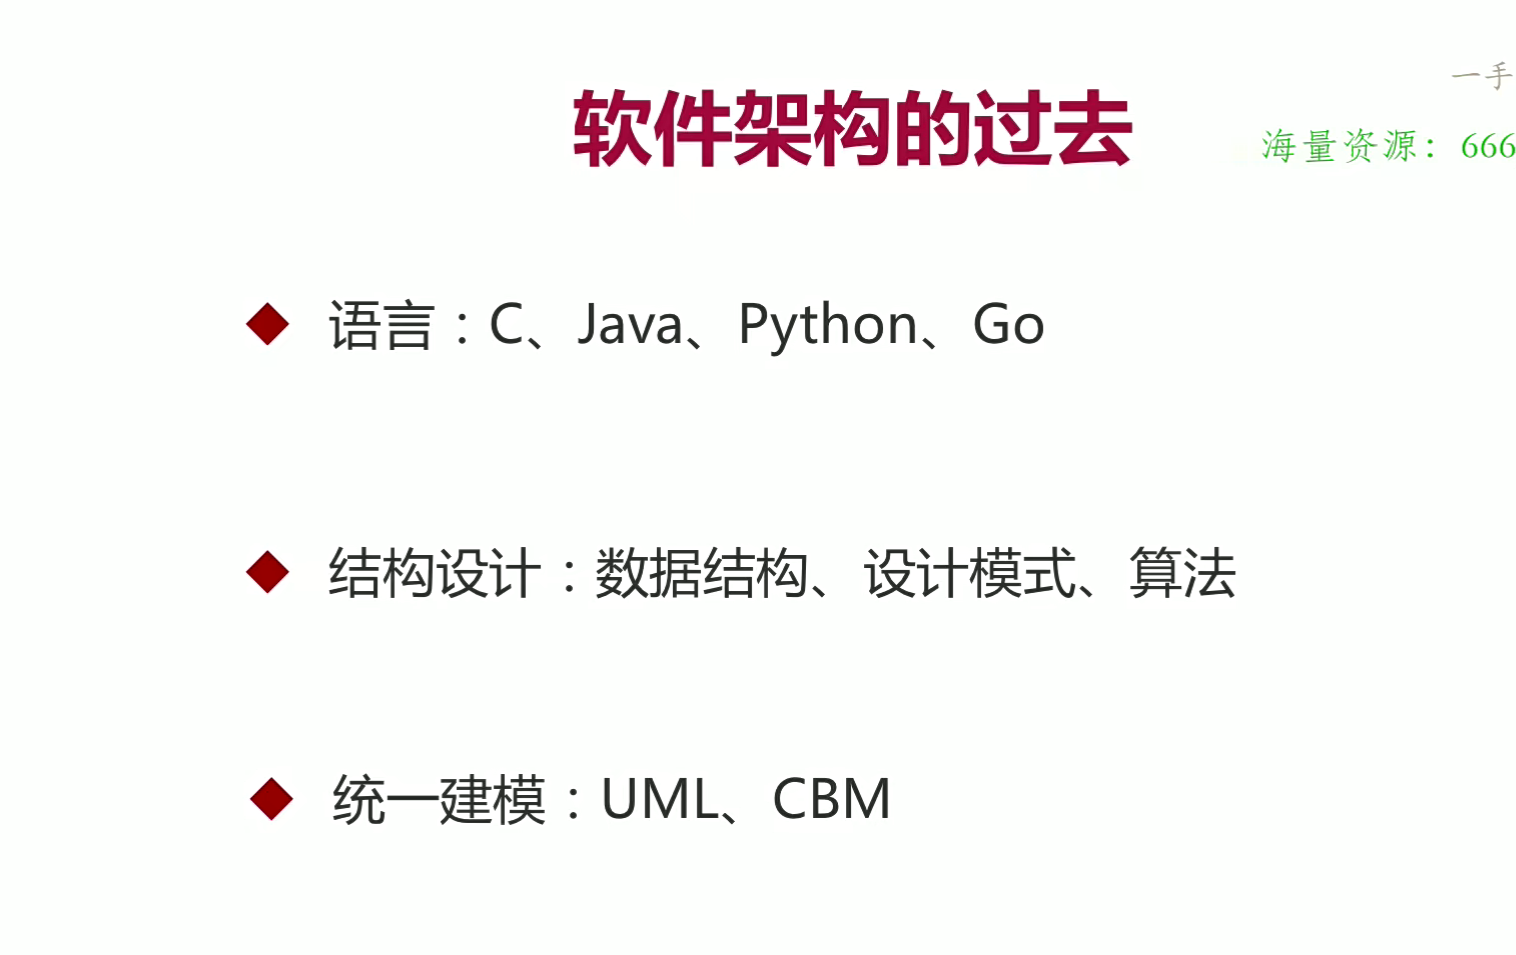 一手
软件架构的过去
海量资源：666
语言：C、Java、Python、Go
结构设计：数据结构、设计模式、算法
统一建模：UML、CBM